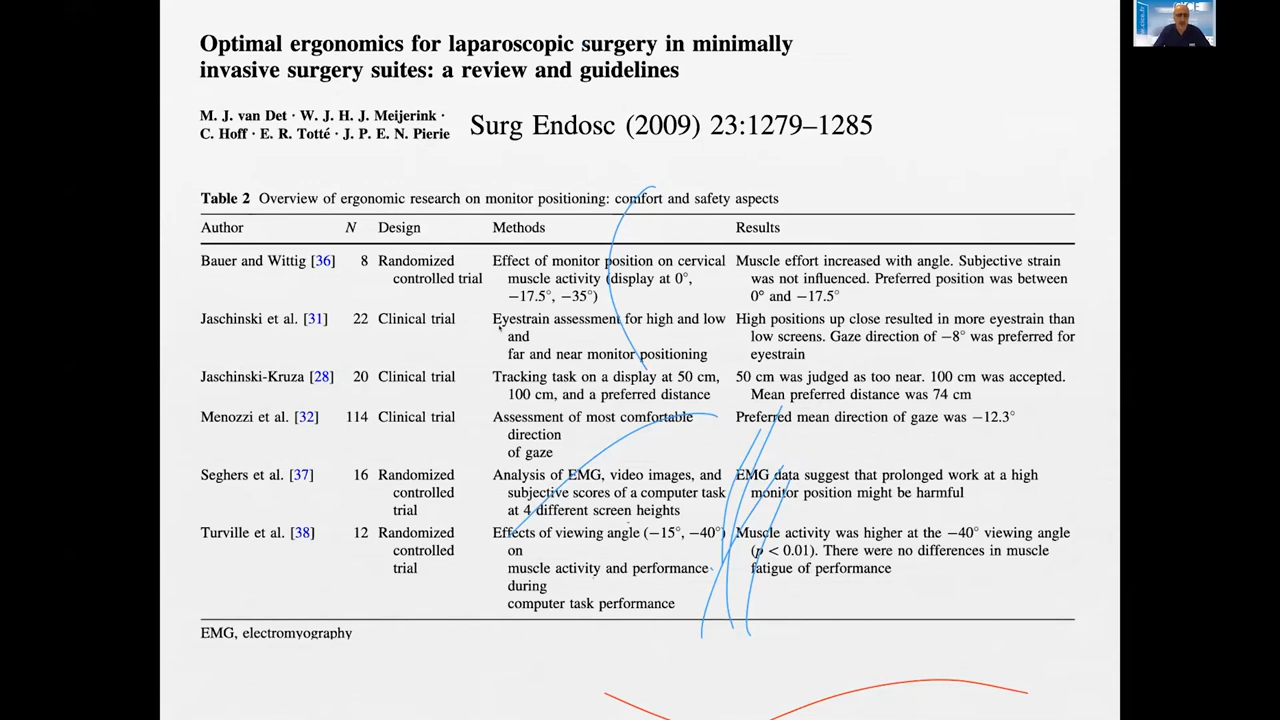 Optimal ergonomics for laparoscopic surgery in minimally
invasive surgery suites: a review and guidelines
M. J. van Det · W. J. H. J. Meijerink ·
C. Hoff · E. R. Totté · J. P. E. N. Pierie
Surg Endosc (2009) 23:1279–1285
Table 2 Overview of ergonomic research on monitor positioning: comfort and safety aspects
Author N Design Methods Results
Bauer and Wittig [36] 8 Randomized Effect of monitor position on cervical Muscle effort increased with angle. Subjective strain
controlled trial muscle activity (display at 0°, was not influenced. Preferred position was between
−17.5°, −35°) 0° and −17.5°
Jaschinski et al. [31] 22 Clinical trial Eyestrain assessment for high and low High positions up close resulted in more eyestrain than
and low screens. Gaze direction of −8° was preferred for
far and near monitor positioning eyestrain
Jaschinski-Kruza [28] 20 Clinical trial Tracking task on a display at 50 cm, 50 cm was judged as too near. 100 cm was accepted.
100 cm, and a preferred distance Mean preferred distance was 74 cm
Menozzi et al. [32] 114 Clinical trial Assessment of most comfortable Preferred mean direction of gaze was −12.3°
direction
of gaze
Seghers et al. [37] 16 Randomized Analysis of EMG, video images, and EMG data suggest that prolonged work at a high
controlled subjective scores of a computer task monitor position might be harmful
trial at 4 different screen heights
Turville et al. [38] 12 Randomized Effects of viewing angle (−15°, −40°) Muscle activity was higher at the −40° viewing angle
controlled on (p < 0.01). There were no differences in muscle
trial muscle activity and performance fatigue of performance
during
computer task performance
EMG, electromyography